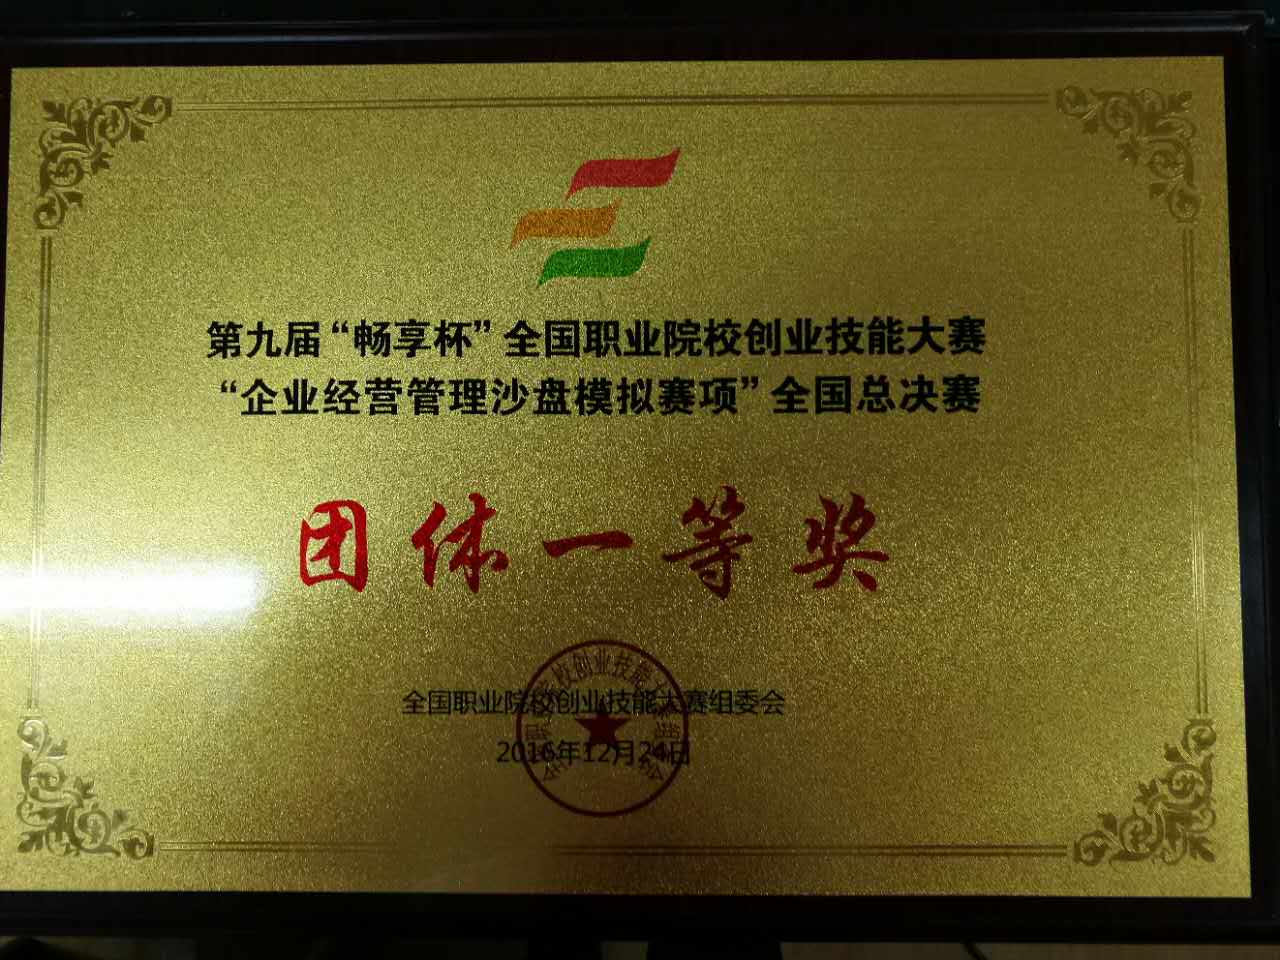 第九届“畅享杯”全国职业院校创业技能大赛
“企业经营管理沙盘模拟赛项”全国总决赛
团体一等奖
全国职业院校创业技能大赛组委会
2016年12月24日